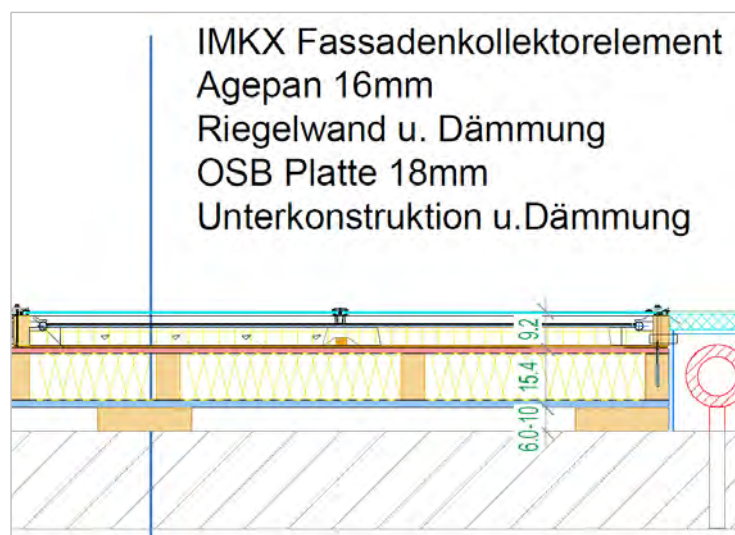 IMKX Fassadenkollektorelement
Agepan 16mm
Riegelwand u. Dämmung
OSB Platte 18mm
Unterkonstruktion u.Dämmung
9.2
15.4
6.0-10